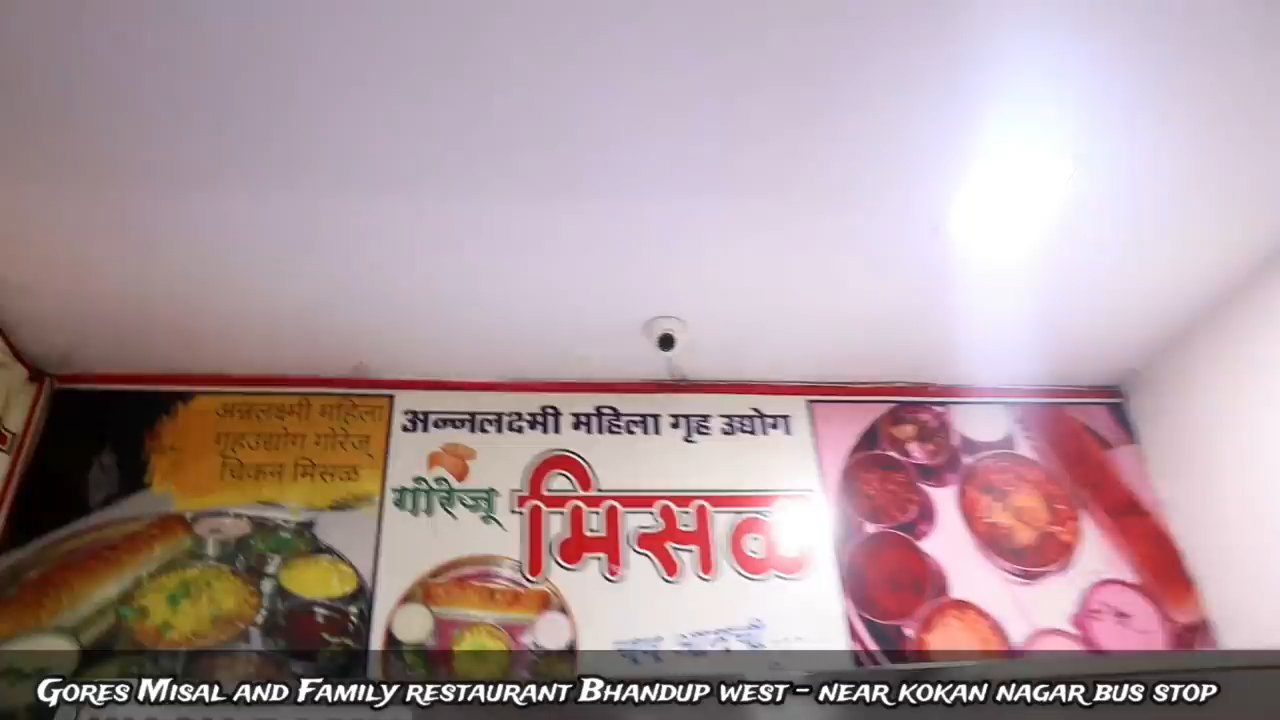 अन्नलक्ष्मी महिला
गृहउद्योग गोरेज्
चिकन मिसळ
अन्नलक्ष्मी महिला गृह उद्योग
गोरेज्
मिसळ
Gores Misal and Family restaurant Bhandup west - near kokan nagar bus stop